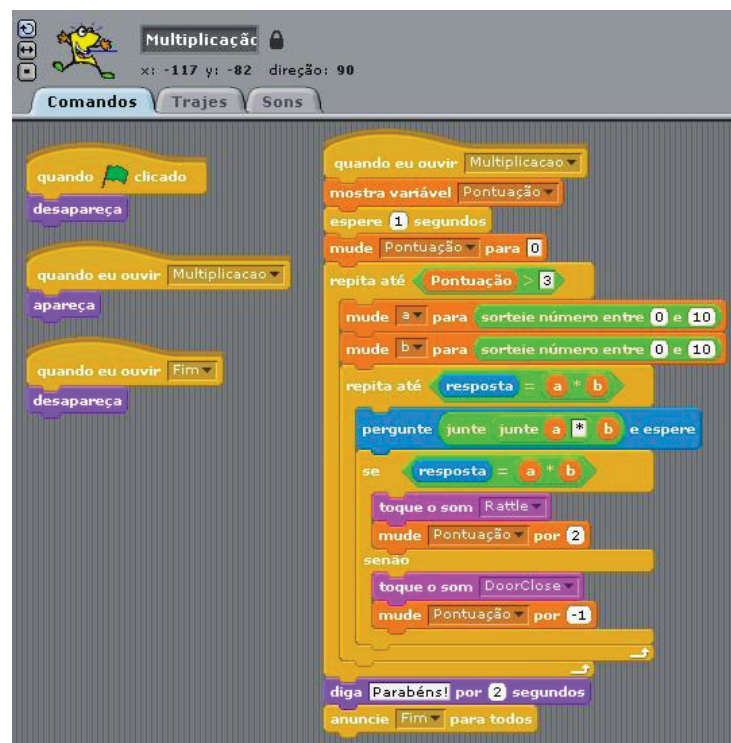 Multiplicação
x: -117 y: -82 direção: 90
Comandos Trajes Sons
quando clicado
desapareça
quando eu ouvir Multiplicacao
apareça
quando eu ouvir Fim
desapareça
quando eu ouvir Multiplicacao
mostra variável Pontuação
espere 1 segundos
mude Pontuação para 0
repita até Pontuação > 3
mude a para sorteie número entre 0 e 10
mude b para sorteie número entre 0 e 10
repita até resposta = a * b
pergunte junte junte a * b e espere
se resposta = a * b
toque o som Rattle
mude Pontuação por 2
senão
toque o som DoorClose
mude Pontuação por -1
diga Parabéns! por 2 segundos
anuncie Fim para todos